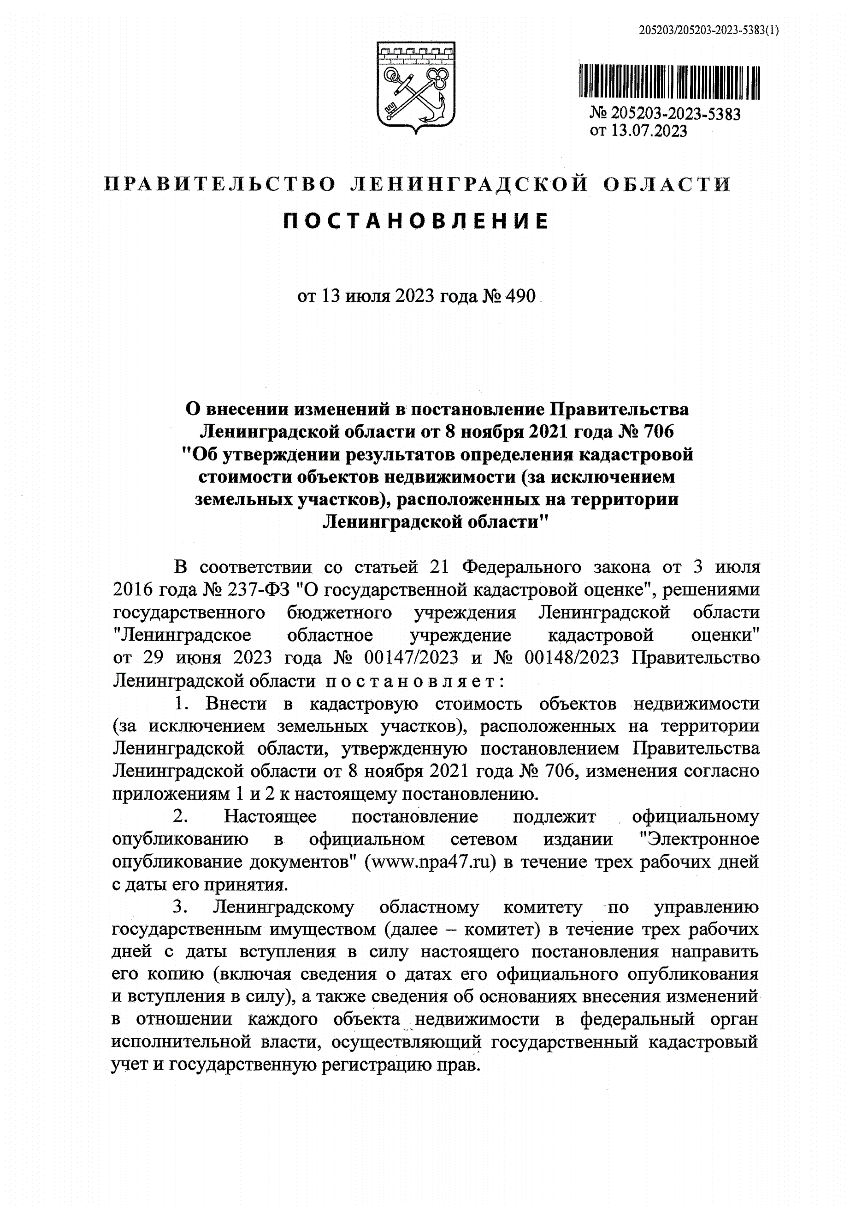 205203/205203-2023-5383(1)
№ 205203-2023-5383
от 13.07.2023
ПРАВИТЕЛЬСТВО ЛЕНИНГРАДСКОЙ ОБЛАСТИ
ПОСТАНОВЛЕНИЕ
от 13 июля 2023 года № 490
О внесении изменений в постановление Правительства
Ленинградской области от 8 ноября 2021 года № 706
"Об утверждении результатов определения кадастровой
стоимости объектов недвижимости (за исключением
земельных участков), расположенных на территории
Ленинградской области"
В соответствии со статьей 21 Федерального закона от 3 июля
2016 года № 237-ФЗ "О государственной кадастровой оценке", решениями
государственного бюджетного учреждения Ленинградской области
"Ленинградское областное учреждение кадастровой оценки"
от 29 июня 2023 года № 00147/2023 и № 00148/2023 Правительство
Ленинградской области п о с т а н о в л я е т :
1. Внести в кадастровую стоимость объектов недвижимости
(за исключением земельных участков), расположенных на территории
Ленинградской области, утвержденную постановлением Правительства
Ленинградской области от 8 ноября 2021 года № 706, изменения согласно
приложениям 1 и 2 к настоящему постановлению.
2. Настоящее постановление подлежит официальному
опубликованию в официальном сетевом издании "Электронное
опубликование документов" (www.npa47.ru) в течение трех рабочих дней
с даты его принятия.
3. Ленинградскому областному комитету по управлению
государственным имуществом (далее – комитет) в течение трех рабочих
дней с даты вступления в силу настоящего постановления направить
его копию (включая сведения о датах его официального опубликования
и вступления в силу), а также сведения об основаниях внесения изменений
в отношении каждого объекта недвижимости в федеральный орган
исполнительной власти, осуществляющий государственный кадастровый
учет и государственную регистрацию прав.